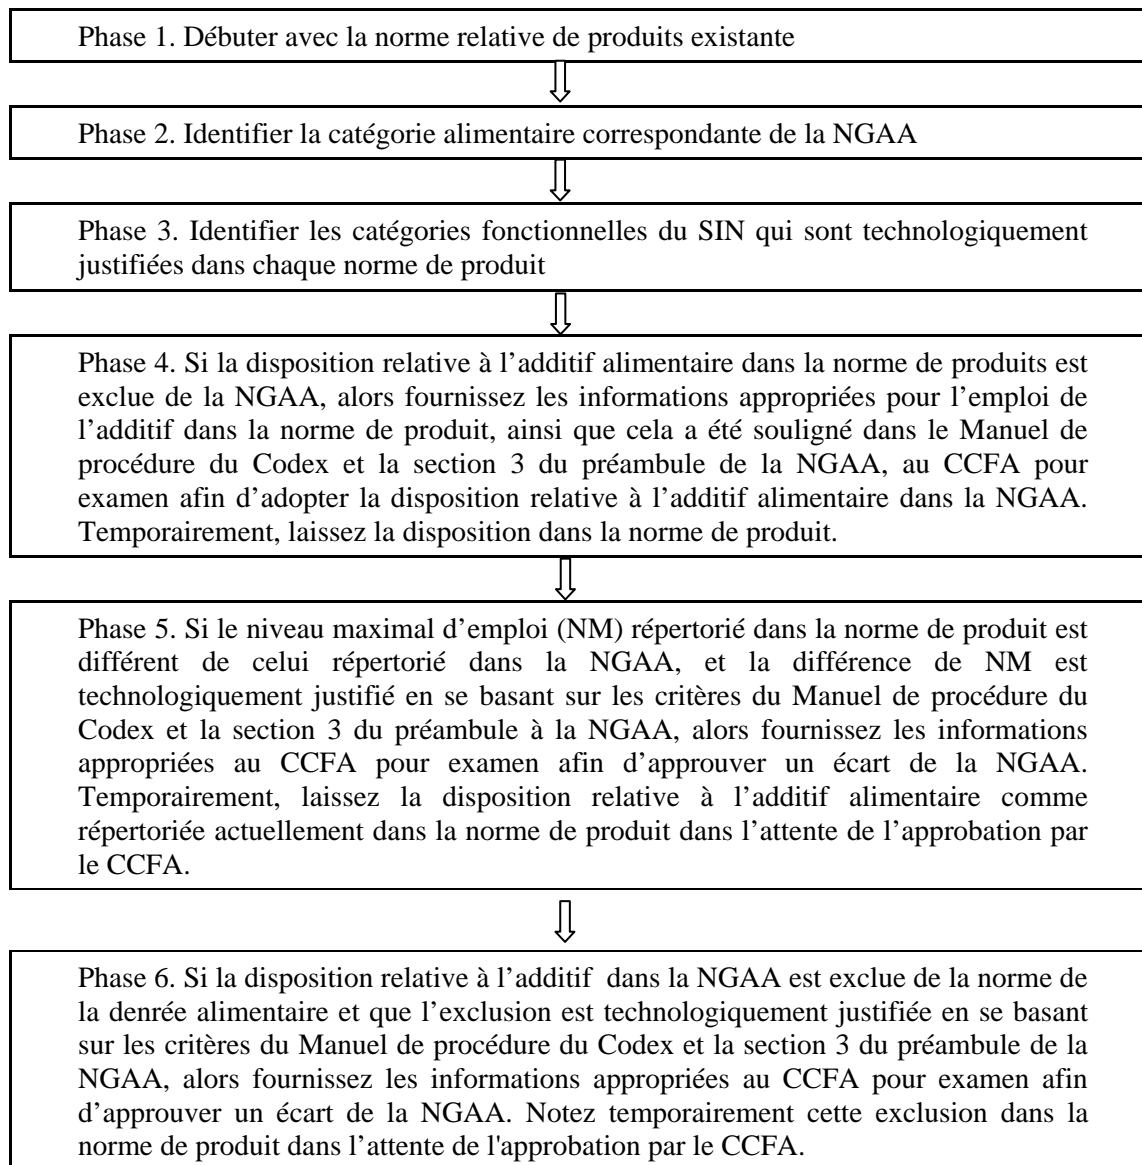 Phase 1. Débuter avec la norme relative de produits existante
Phase 2. Identifier la catégorie alimentaire correspondante de la NGAA
Phase 3. Identifier les catégories fonctionnelles du SIN qui sont technologiquement
justifiées dans chaque norme de produit
Phase 4. Si la disposition relative à l’additif alimentaire dans la norme de produits est
exclue de la NGAA, alors fournissez les informations appropriées pour l’emploi de
l’additif dans la norme de produit, ainsi que cela a été souligné dans le Manuel de
procédure du Codex et la section 3 du préambule de la NGAA, au CCFA pour
examen afin d’adopter la disposition relative à l’additif alimentaire dans la NGAA.
Temporairement, laissez la disposition dans la norme de produit.
Phase 5. Si le niveau maximal d’emploi (NM) répertorié dans la norme de produit est
différent de celui répertorié dans la NGAA, et la différence de NM est
technologiquement justifié en se basant sur les critères du Manuel de procédure du
Codex et la section 3 du préambule à la NGAA, alors fournissez les informations
appropriées au CCFA pour examen afin d’approuver un écart de la NGAA.
Temporairement, laissez la disposition relative à l’additif alimentaire comme
répertoriée actuellement dans la norme de produit dans l’attente de l’approbation par
le CCFA.
Phase 6. Si la disposition relative à l’additif dans la NGAA est exclue de la norme de
la denrée alimentaire et que l’exclusion est technologiquement justifiée en se basant
sur les critères du Manuel de procédure du Codex et la section 3 du préambule de la
NGAA, alors fournissez les informations appropriées au CCFA pour examen afin
d’approuver un écart de la NGAA. Notez temporairement cette exclusion dans la
norme de produit dans l’attente de l'approbation par le CCFA.